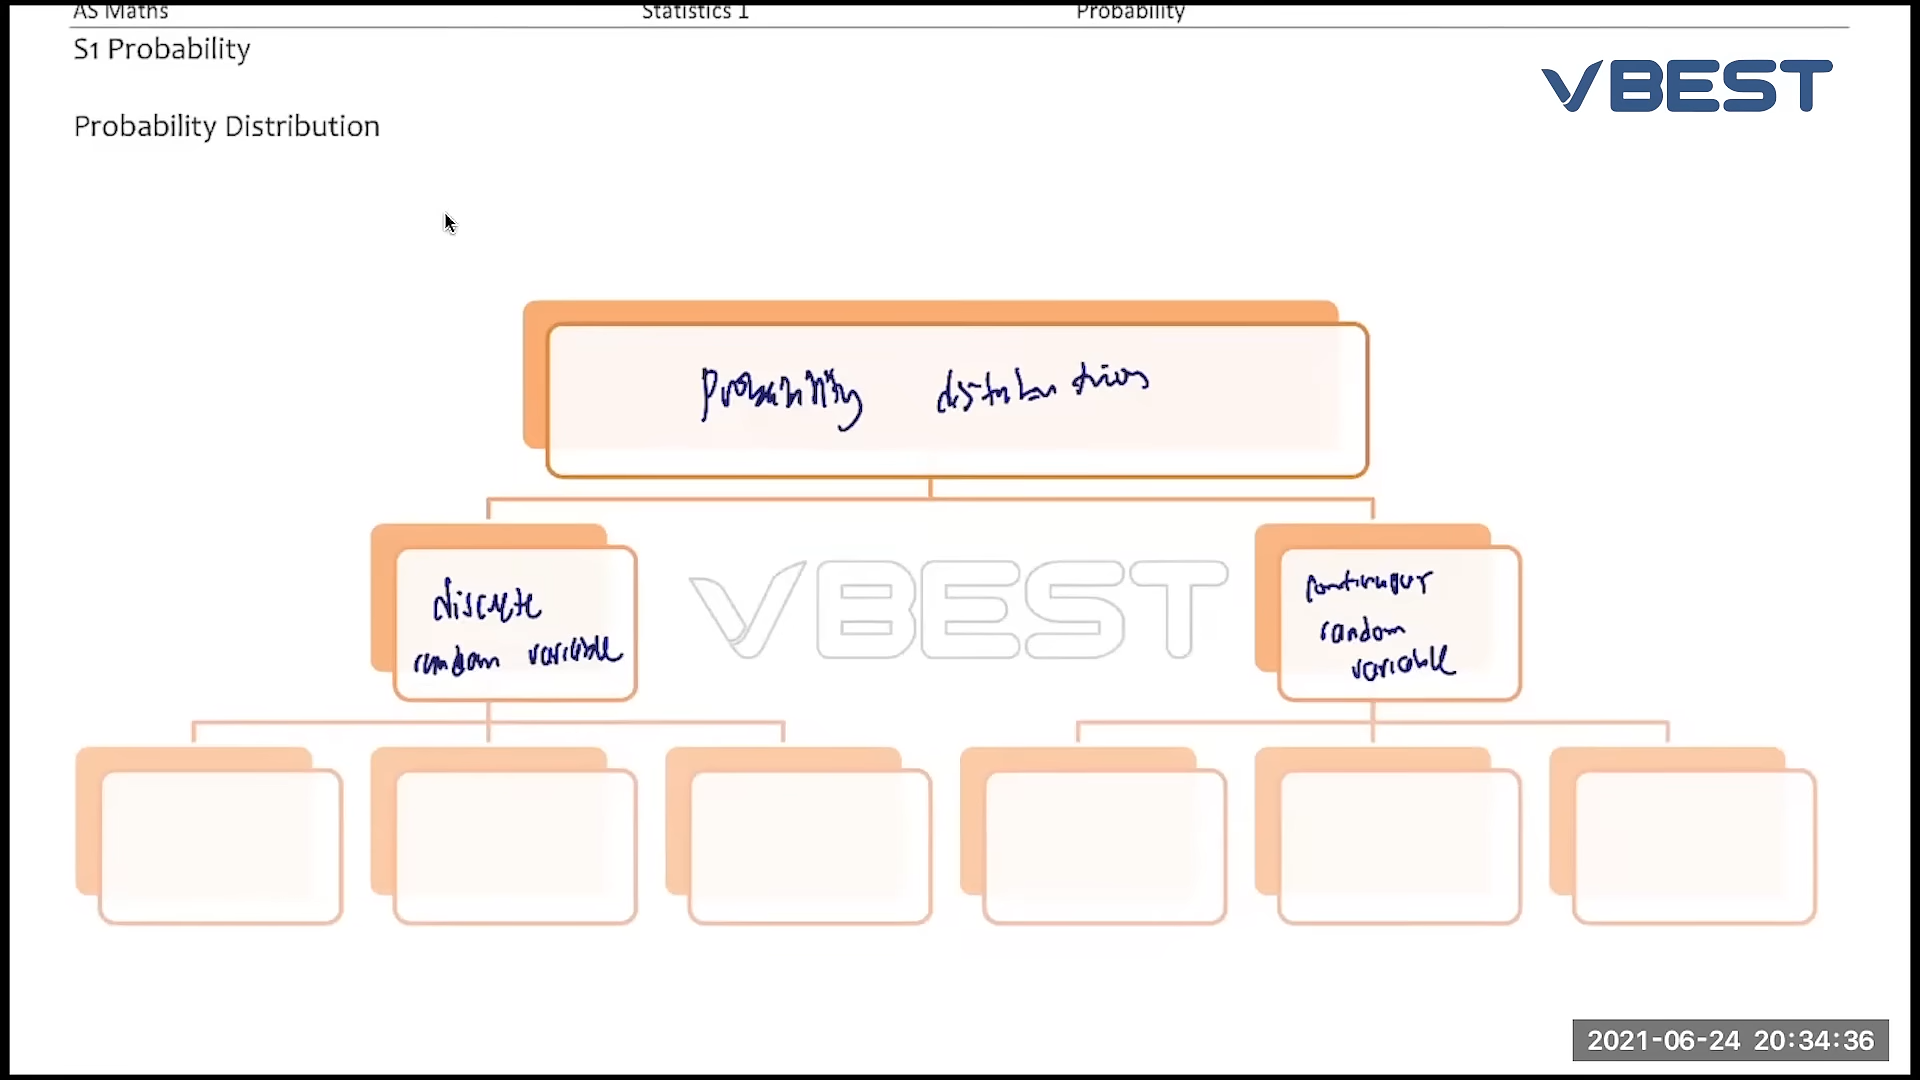 AS Maths Statistics 1 Probability
S1 Probability
VBEST
Probability Distribution
Probability distributions
discrete
random variable
VBEST
continuous
random
variable
2021-06-24 20:34:36